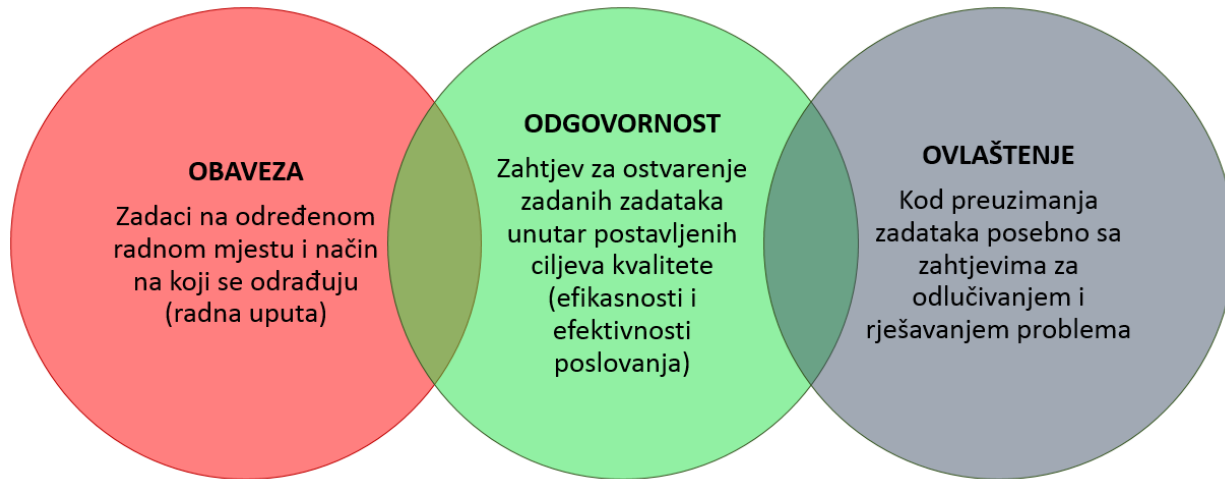 OBAVEZA
Zadaci na određenom
radnom mjestu i način
na koji se odrađuju
(radna uputa)
ODGOVORNOST
Zahtjev za ostvarenje
zadanih zadataka
unutar postavljenih
ciljeva kvalitete
(efikasnosti i
efektivnosti
poslovanja)
OVLAŠTENJE
Kod preuzimanja
zadataka posebno sa
zahtjevima za
odlučivanjem i
rješavanjem problema